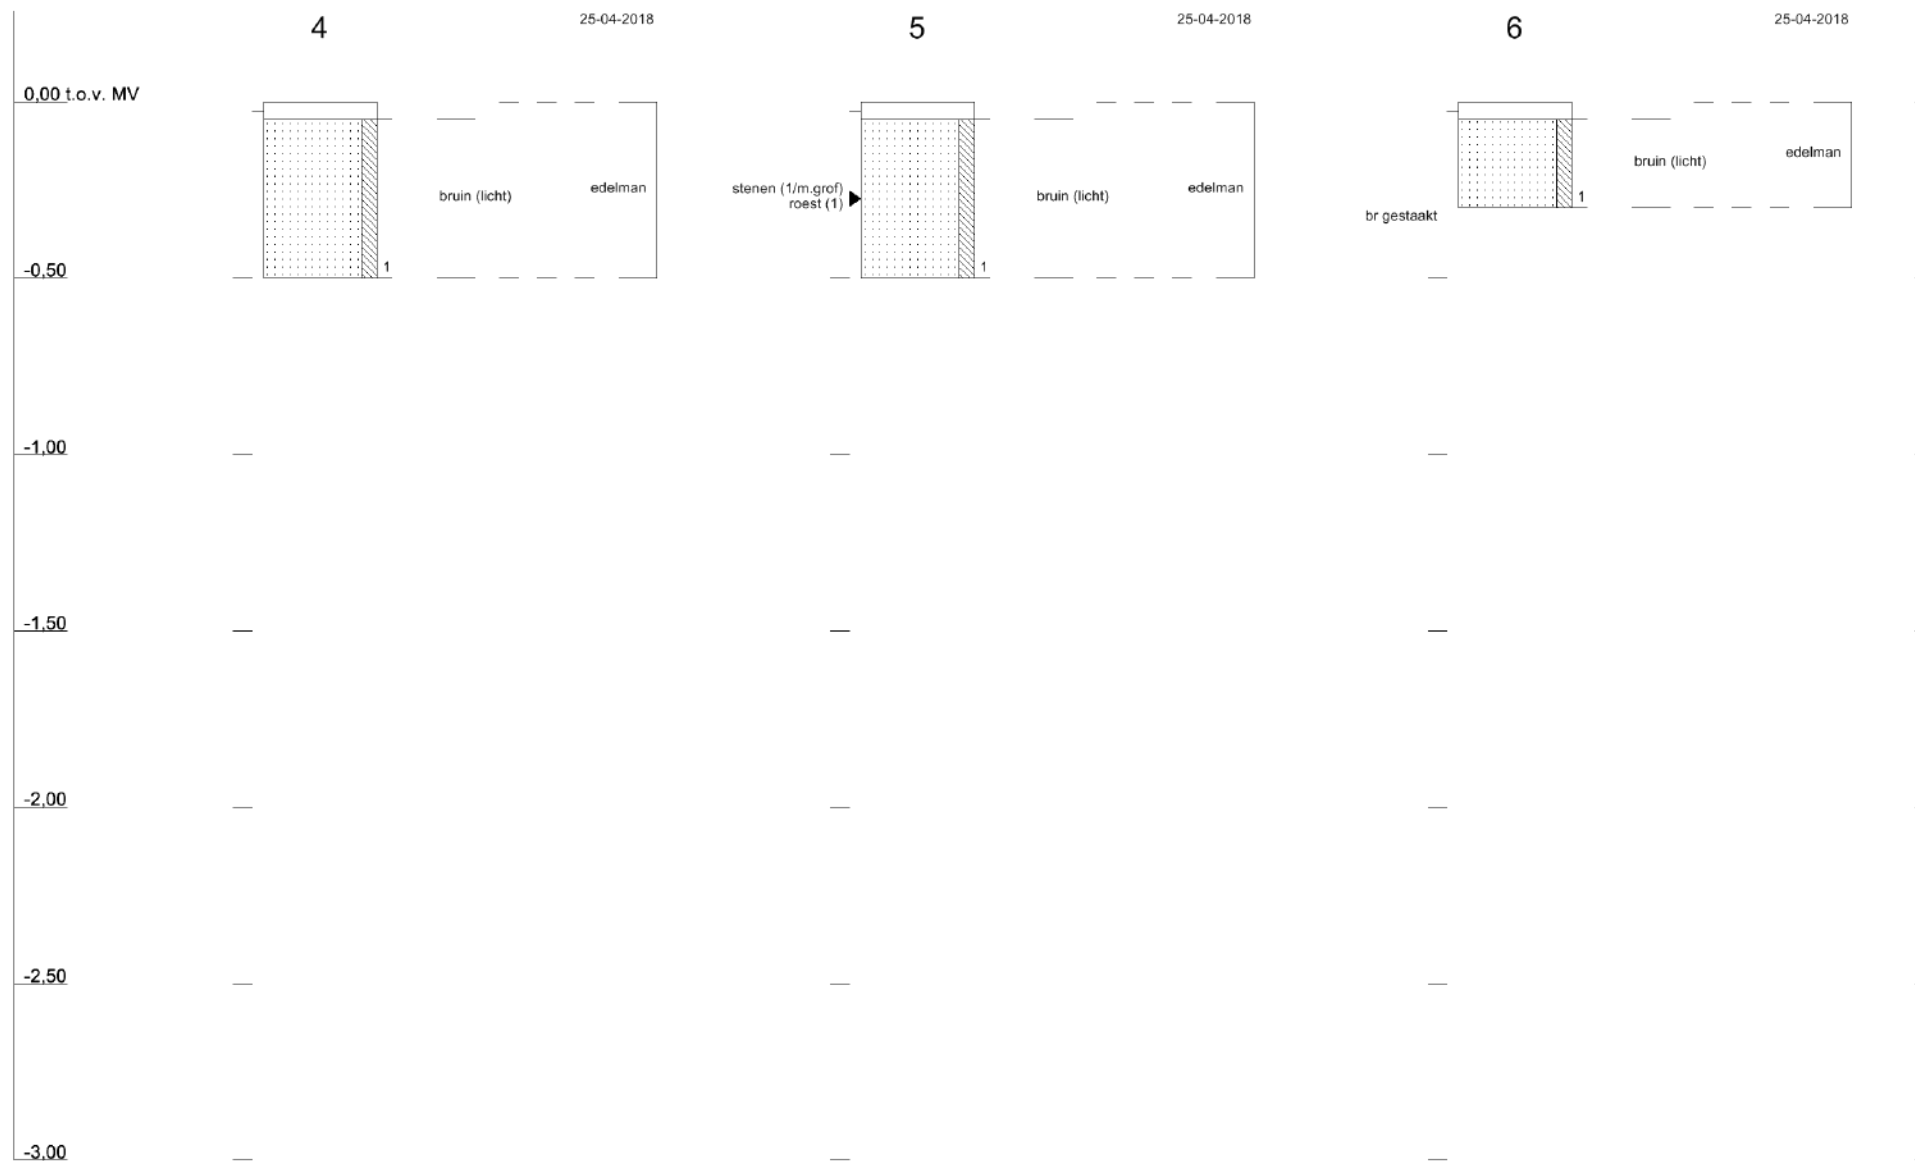 4
25-04-2018
5
25-04-2018
6
25-04-2018
0,00 t.o.v. MV
bruin (licht)
edelman
1
stenen (1/m.grof)
roest (1)
bruin (licht)
edelman
1
bruin (licht)
edelman
1
br gestaakt
-0,50
-1,00
-1,50
-2,00
-2,50
-3,00